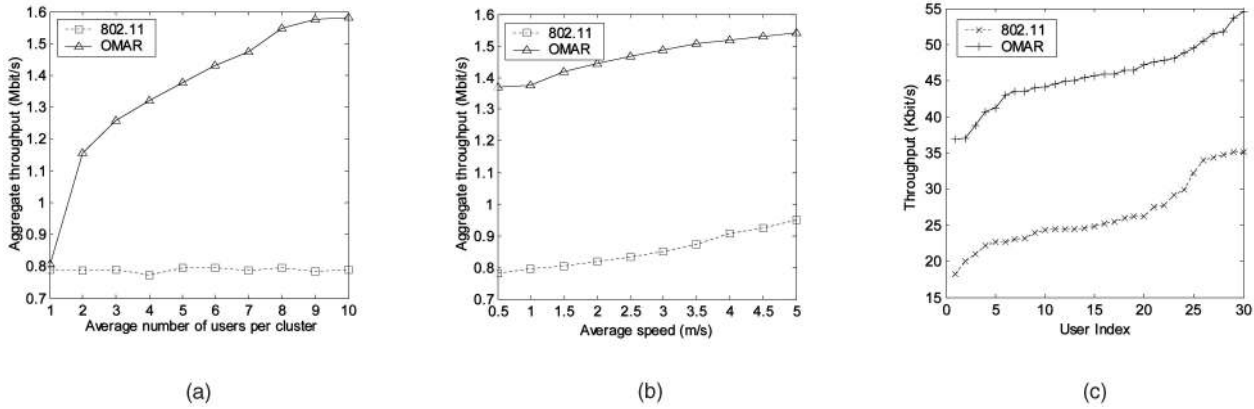 1.6
1.5
1.4
1.3
1.2
1.1
1
0.9
0.8
0.7
802.11
OMAR
Aggregate throughput (Mbit/s)
1 2 3 4 5 6 7 8 9 10
Average number of users per cluster
(a)
1.6
1.5
1.4
1.3
1.2
1.1
1
0.9
0.8
0.7
802.11
OMAR
Aggregate throughput (Mbit/s)
0.5 1 1.5 2 2.5 3 3.5 4 4.5 5
Average speed (m/s)
(b)
55
50
45
40
35
30
25
20
15
802.11
OMAR
Throughput (Kbit/s)
0 5 10 15 20 25 30
User Index
(c)